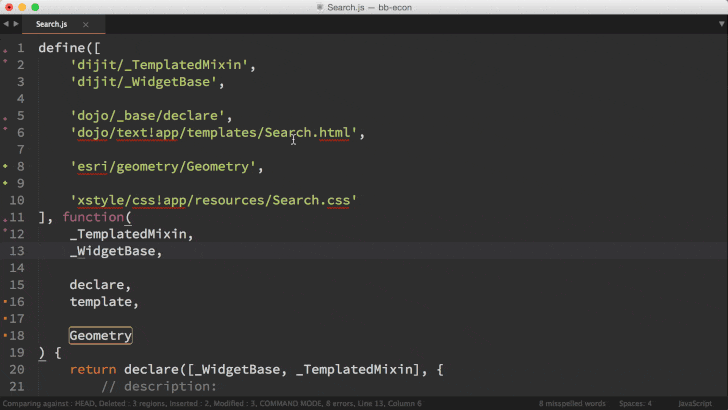 Search.js — bb-econ
Search.js ×
1 define([
2 'dijit/_TemplatedMixin',
3 'dijit/_WidgetBase',
4
5 'dojo/_base/declare',
6 'dojo/text!app/templates/Search.html',
7
8 'esri/geometry/Geometry',
9
10 'xstyle/css!app/resources/Search.css'
11 ], function(
12 _TemplatedMixin,
13 _WidgetBase,
14
15 declare,
16 template,
17
18 Geometry
19 ) {
20 return declare([_WidgetBase, _TemplatedMixin], {
21 // description:
Comparing against : HEAD, Deleted : 3 regions, Inserted : 2, Modified : 3, COMMAND MODE, 8 errors, Line 13, Column 6 8 misspelled words Spaces: 4 JavaScript